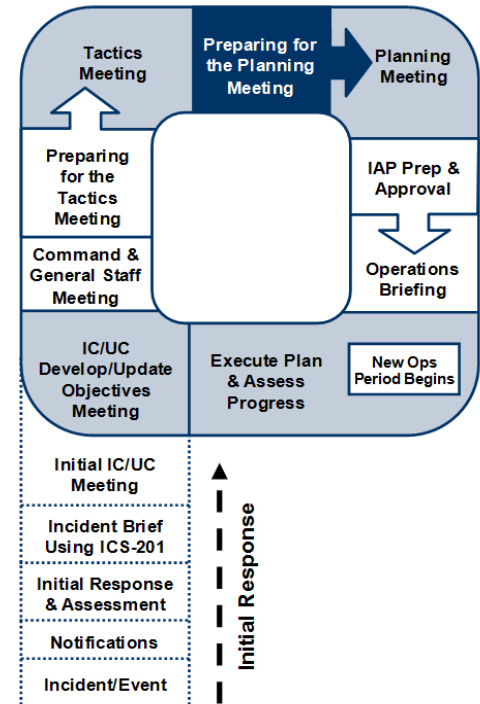 Tactics
Meeting
Preparing for
the Planning
Meeting
Planning
Meeting
Preparing
for the
Tactics
Meeting
IAP Prep &
Approval
Command &
General Staff
Meeting
Operations
Briefing
IC/UC
Develop/Update
Objectives
Meeting
Execute Plan
& Assess
Progress
New Ops
Period Begins
Initial IC/UC
Meeting
Incident Brief
Using ICS-201
Initial Response
& Assessment
Notifications
Incident/Event
Initial Response